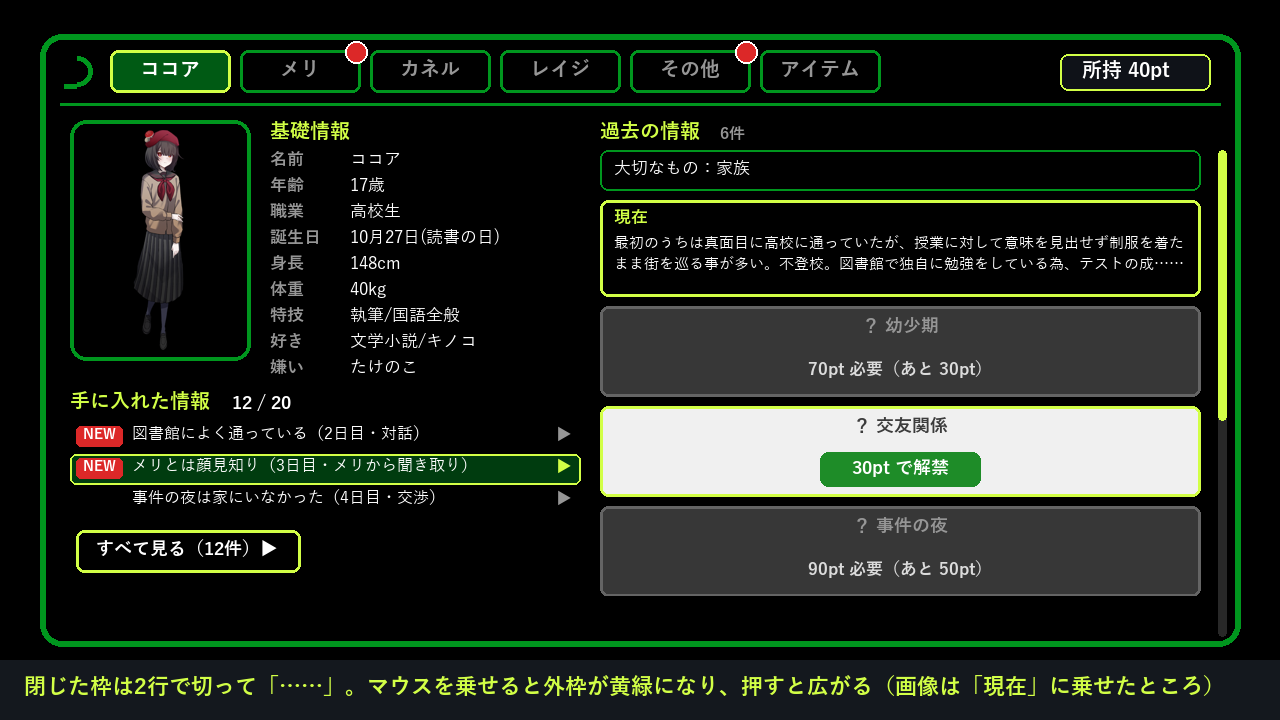 ココア
メリ
カネル
レイジ
その他
アイテム
所持 40pt
基礎情報
名前 ココア
年齢 17歳
職業 高校生
誕生日 10月27日(読書の日)
身長 148cm
体重 40kg
特技 執筆/国語全般
好き 文学小説/キノコ
嫌い たけのこ
手に入れた情報 12 / 20
NEW 図書館によく通っている（2日目・対話） ▶
NEW メリとは顔見知り（3日目・メリから聞き取り） ▶
事件の夜は家にいなかった（4日目・交渉） ▶
すべて見る（12件）▶
過去の情報 6件
大切なもの：家族
現在
最初のうちは真面目に高校に通っていたが、授業に対して意味を見出せず制服を着た
まま街を巡る事が多い。不登校。図書館で独自に勉強をしている為、テストの成……
？ 幼少期
70pt 必要（あと 30pt）
？ 交友関係
30pt で解禁
？ 事件の夜
90pt 必要（あと 50pt）
閉じた枠は2行で切って「……」。マウスを乗せると外枠が黄緑になり、押すと広がる（画像は「現在」に乗せたところ）